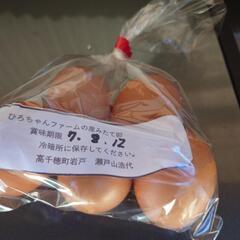 ひろちゃんファームの産みたて卵
賞味期限 7.8.12
冷暗所に保存してください。
高千穂町岩戸 瀬戸山浩代